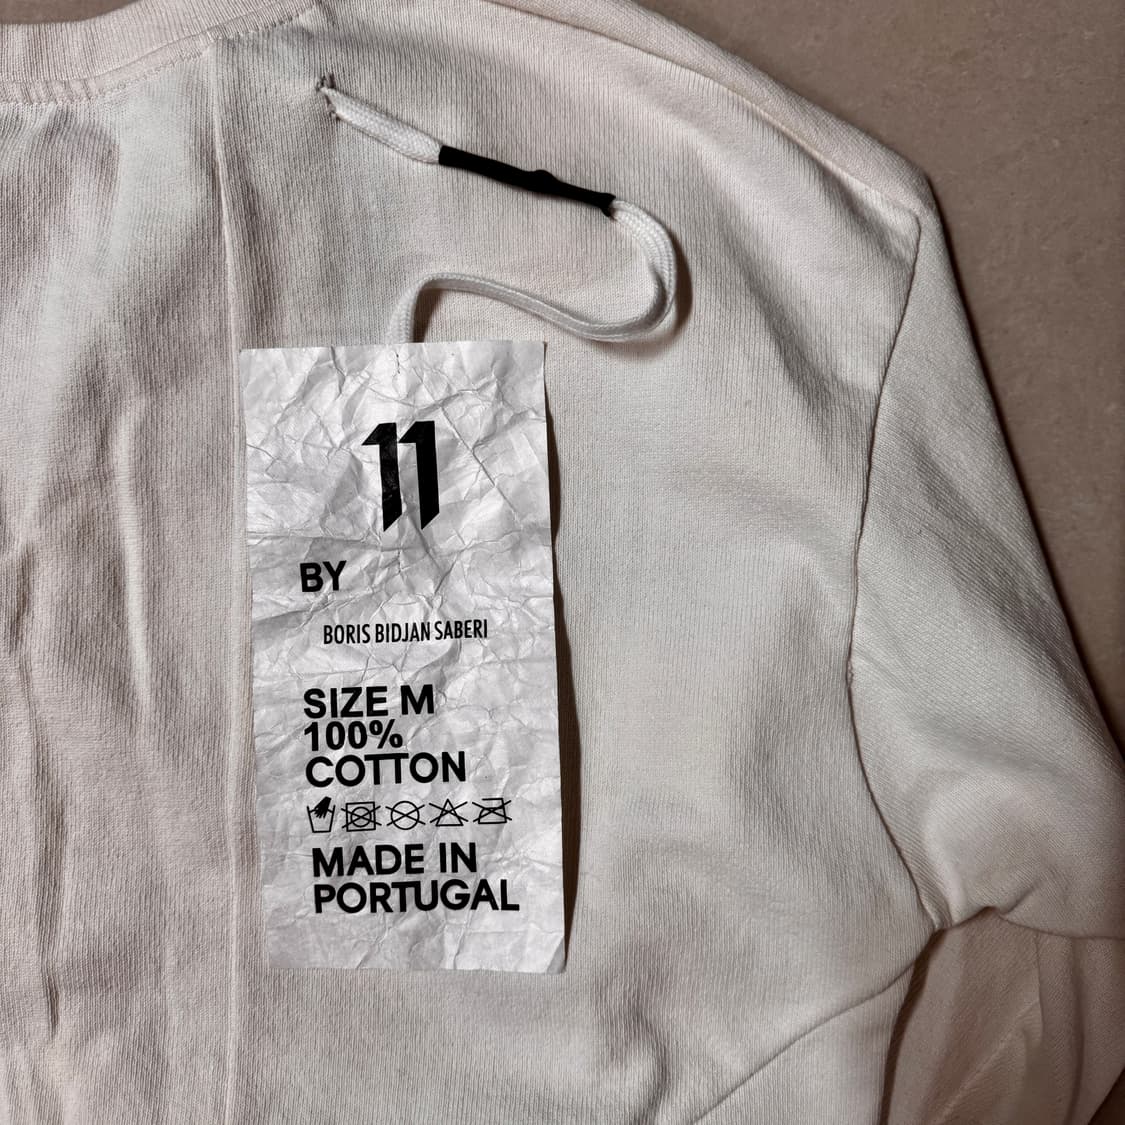 11
BY
BORIS BIDJAN SABERI
SIZE M
100%
COTTON
MADE IN
PORTUGAL